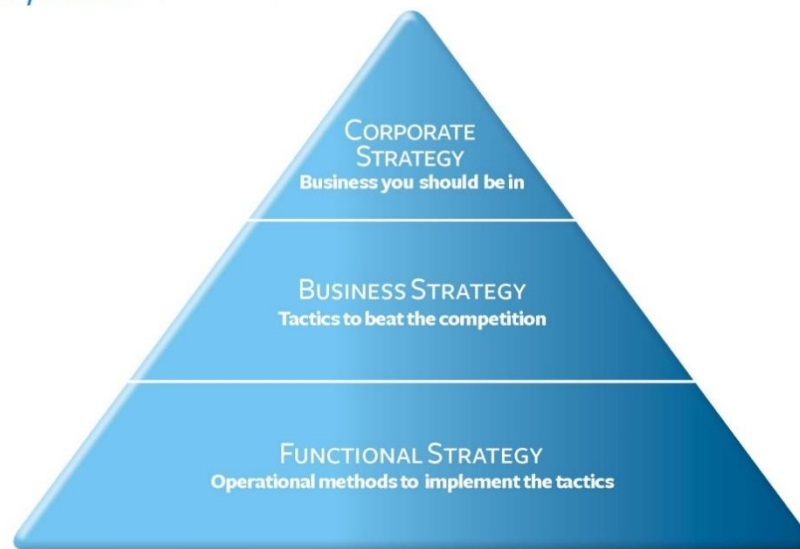 CORPORATE
STRATEGY
Business you should be in
BUSINESS STRATEGY
Tactics to beat the competition
FUNCTIONAL STRATEGY
Operational methods to implement the tactics